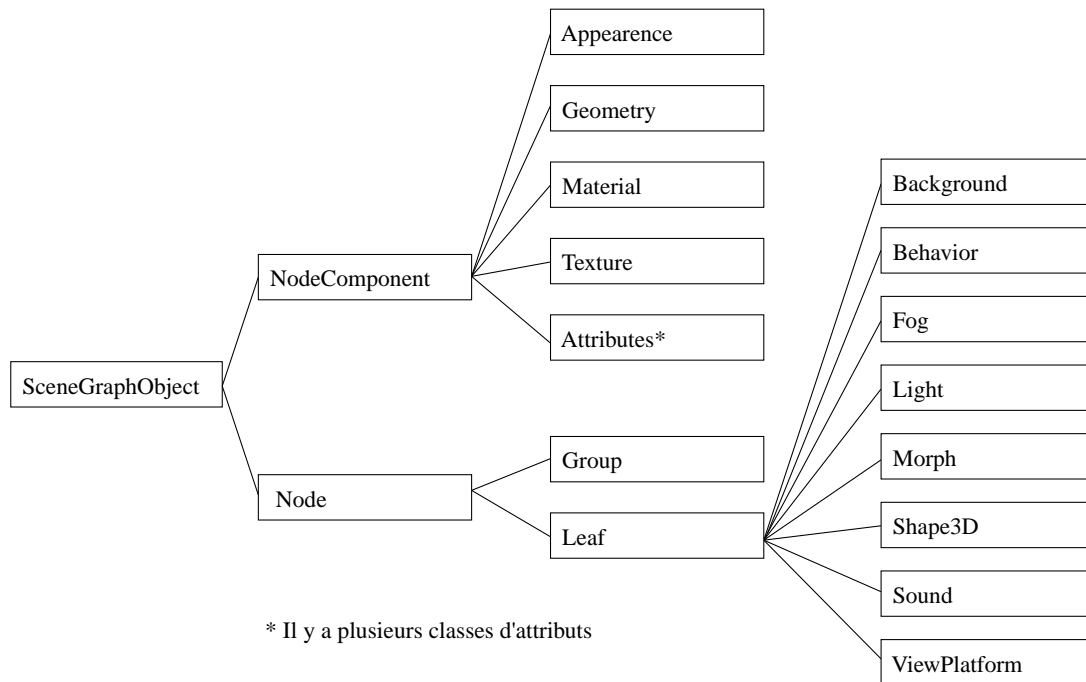 Appearence
Geometry
Material
Background
Texture
Behavior
NodeComponent
Attributes*
Fog
SceneGraphObject
Light
Group
Morph
Node
Leaf
Shape3D
Sound
* Il y a plusieurs classes d'attributs
ViewPlatform